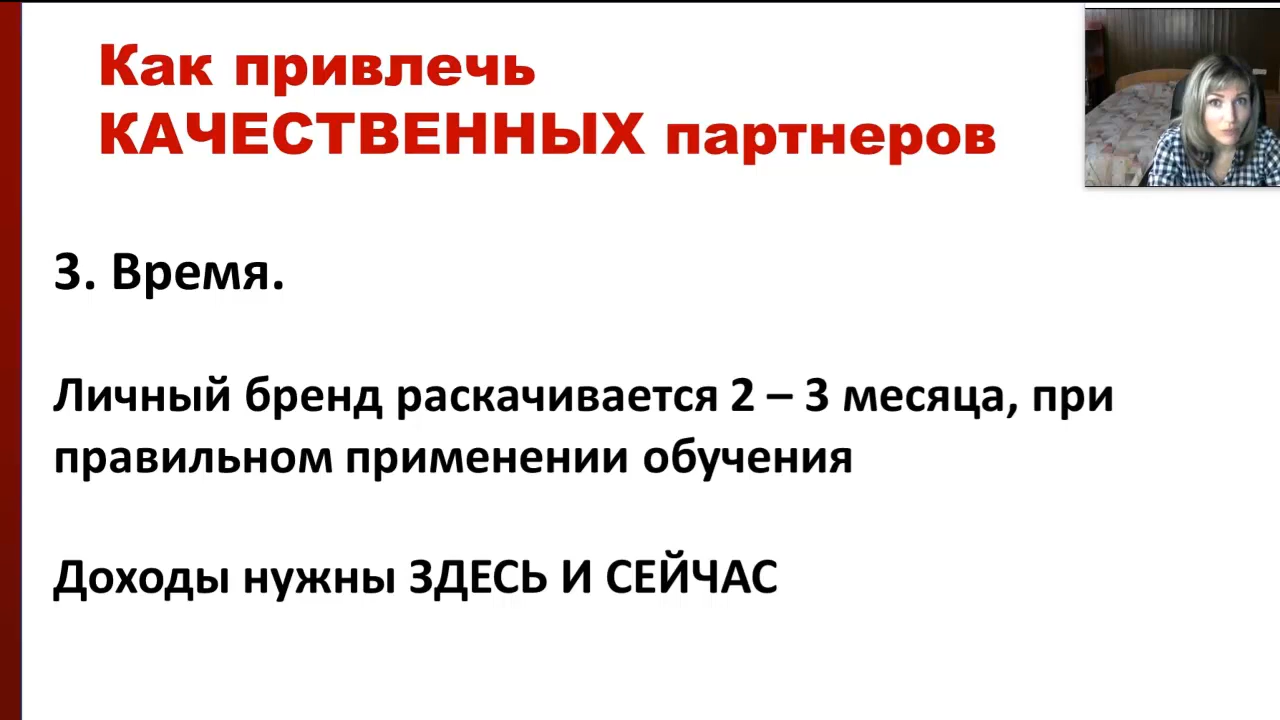 Как привлечь
КАЧЕСТВЕННЫХ партнеров
3. Время.
Личный бренд раскачивается 2 – 3 месяца, при
правильном применении обучения
Доходы нужны ЗДЕСЬ И СЕЙЧАС